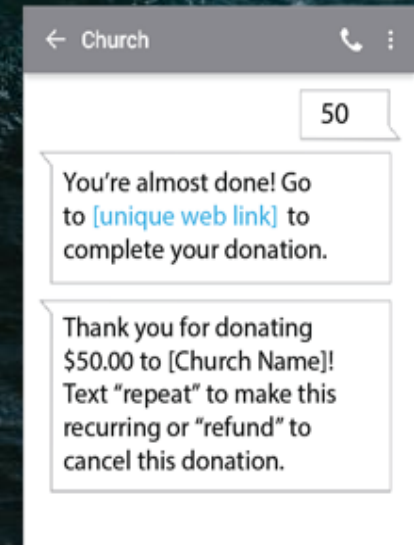 Church
50
You're almost done! Go
to [unique web link] to
complete your donation.
Thank you for donating
$50.00 to [Church Name]!
Text “repeat” to make this
recurring or “refund” to
cancel this donation.